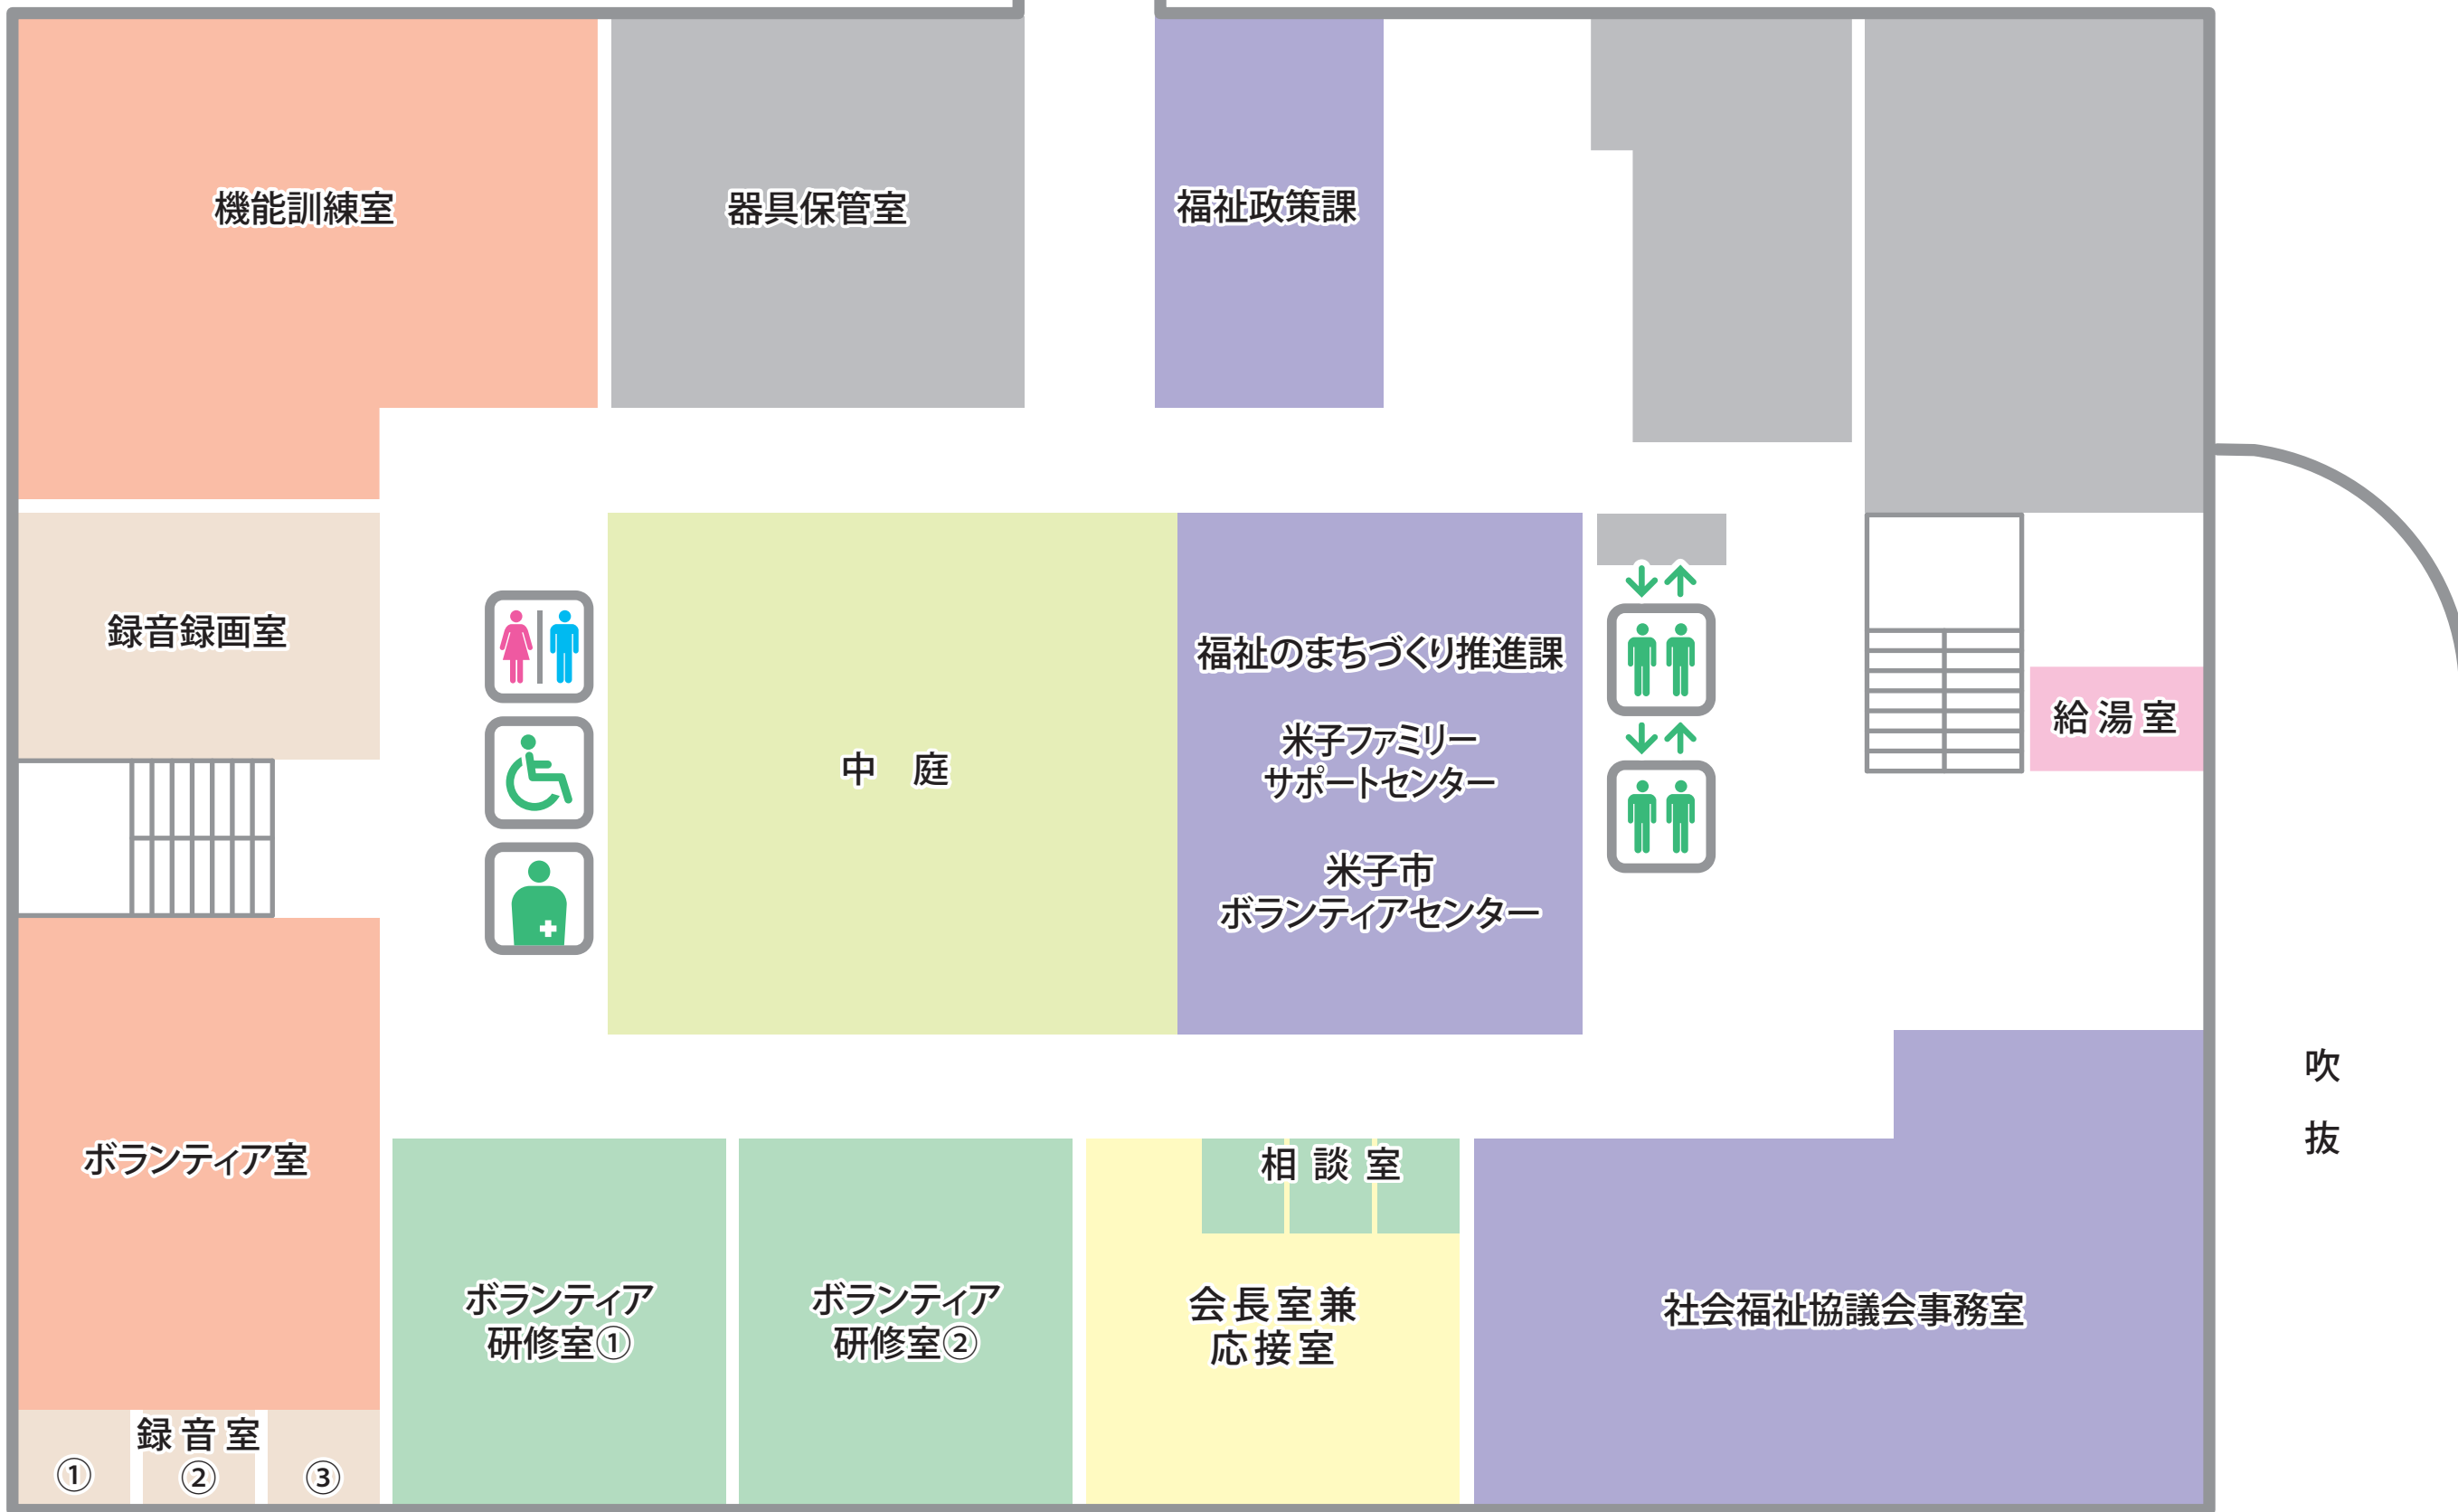 機能訓練室
器具保管室
福祉政策課
録音録画室
中　庭
福祉のまちづくり推進課
米子ファミリー
サポートセンター
米子市
ボランティアセンター
給 湯 室
吹
抜
ボランティア室
相 談 室
ボランティア
研修室①
ボランティア
研修室②
会長室兼
応接室
社会福祉協議会事務室
録 音 室
①
②
③